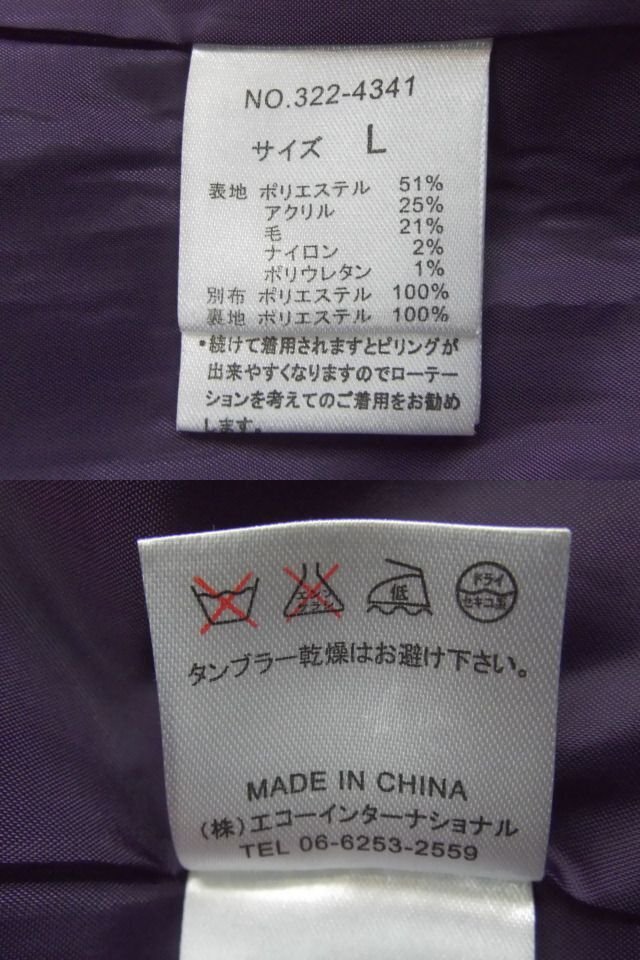 NO.322-4341
サイズ L
表地 ポリエステル 51%
アクリル 25%
毛 21%
ナイロン 2%
ポリウレタン 1%
別布 ポリエステル 100%
裏地 ポリエステル 100%
・続けて着用されますとピリングが
出来やすくなりますのでローテー
ションを考えてのご着用をお勧め
します。
エンソ
サラシ
低
ドライ
セキユ系
タンブラー乾燥はお避け下さい。
MADE IN CHINA
(株)エコーインターナショナル
TEL 06-6253-2559